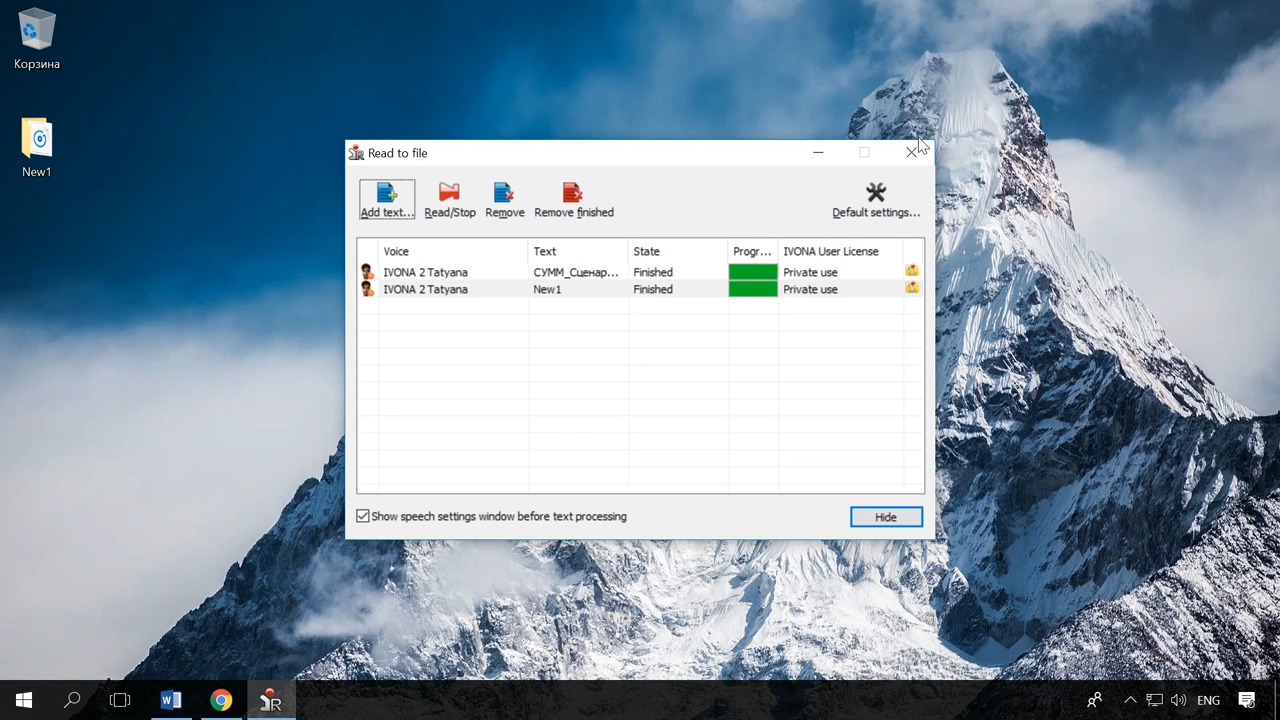 Корзина
New1
Read to file
Add text...
Read/Stop
Remove
Remove finished
Default settings...
Voice Text State Progr... IVONA User License
IVONA 2 Tatyana СУММ_Сценар... Finished Private use
IVONA 2 Tatyana New1 Finished Private use
Show speech settings window before text processing
Hide
ENG